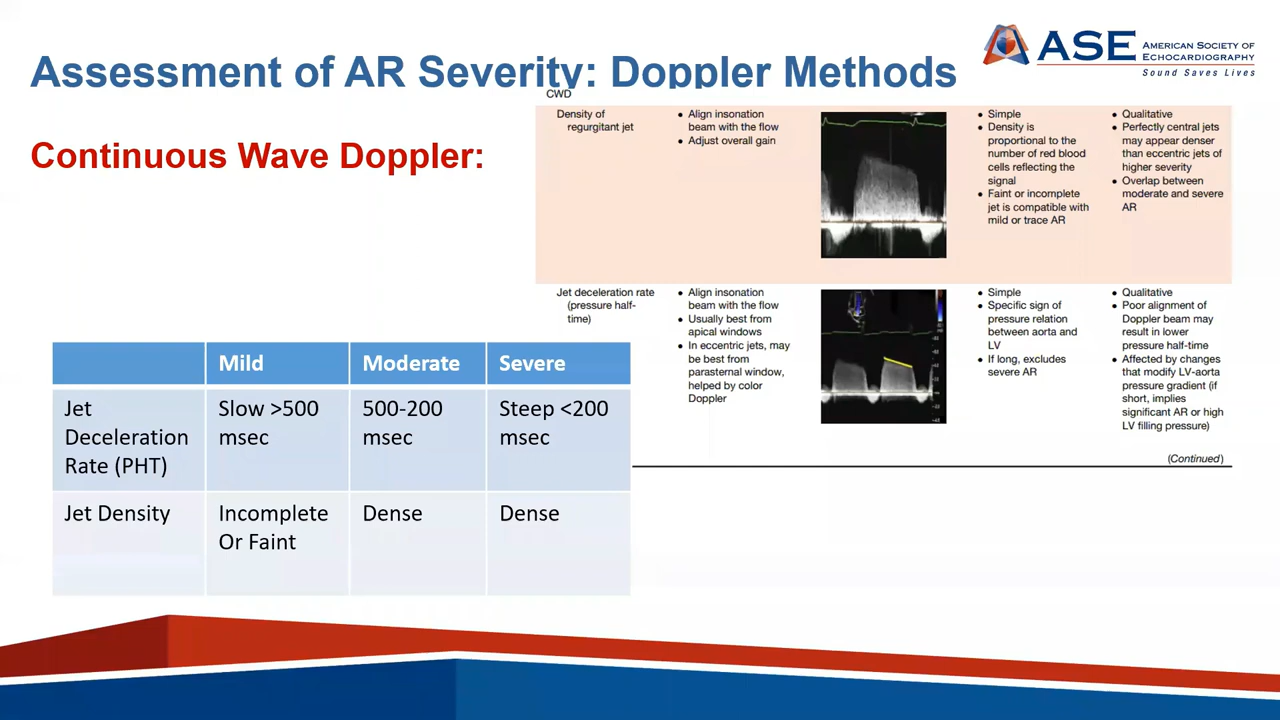 Assessment of AR Severity: Doppler Methods
ASE AMERICAN SOCIETY OF
ECHOCARDIOGRAPHY
Sound Saves Lives
Continuous Wave Doppler:
CWD
Density of
regurgitant jet
• Align insonation
beam with the flow
• Adjust overall gain
• Simple
• Density is
proportional to the
number of red blood
cells reflecting the
signal
• Faint or incomplete
jet is compatible with
mild or trace AR
• Qualitative
• Perfectly central jets
may appear denser
than eccentric jets of
higher severity
• Overlap between
moderate and severe
AR
Jet deceleration rate
(pressure half-
time)
• Align insonation
beam with the flow
• Usually best from
apical windows
• In eccentric jets, may
be best from
parasternal window,
helped by color
Doppler
• Simple
• Specific sign of
pressure relation
between aorta and
LV
• If long, excludes
severe AR
• Qualitative
• Poor alignment of
Doppler beam may
result in lower
pressure half-time
• Affected by changes
that modify LV-aorta
pressure gradient (if
short, implies
significant AR or high
LV filling pressure)
(Continued)
Mild
Moderate
Severe
Jet
Deceleration
Rate (PHT)
Slow >500
msec
500-200
msec
Steep <200
msec
Jet Density
Incomplete
Or Faint
Dense
Dense